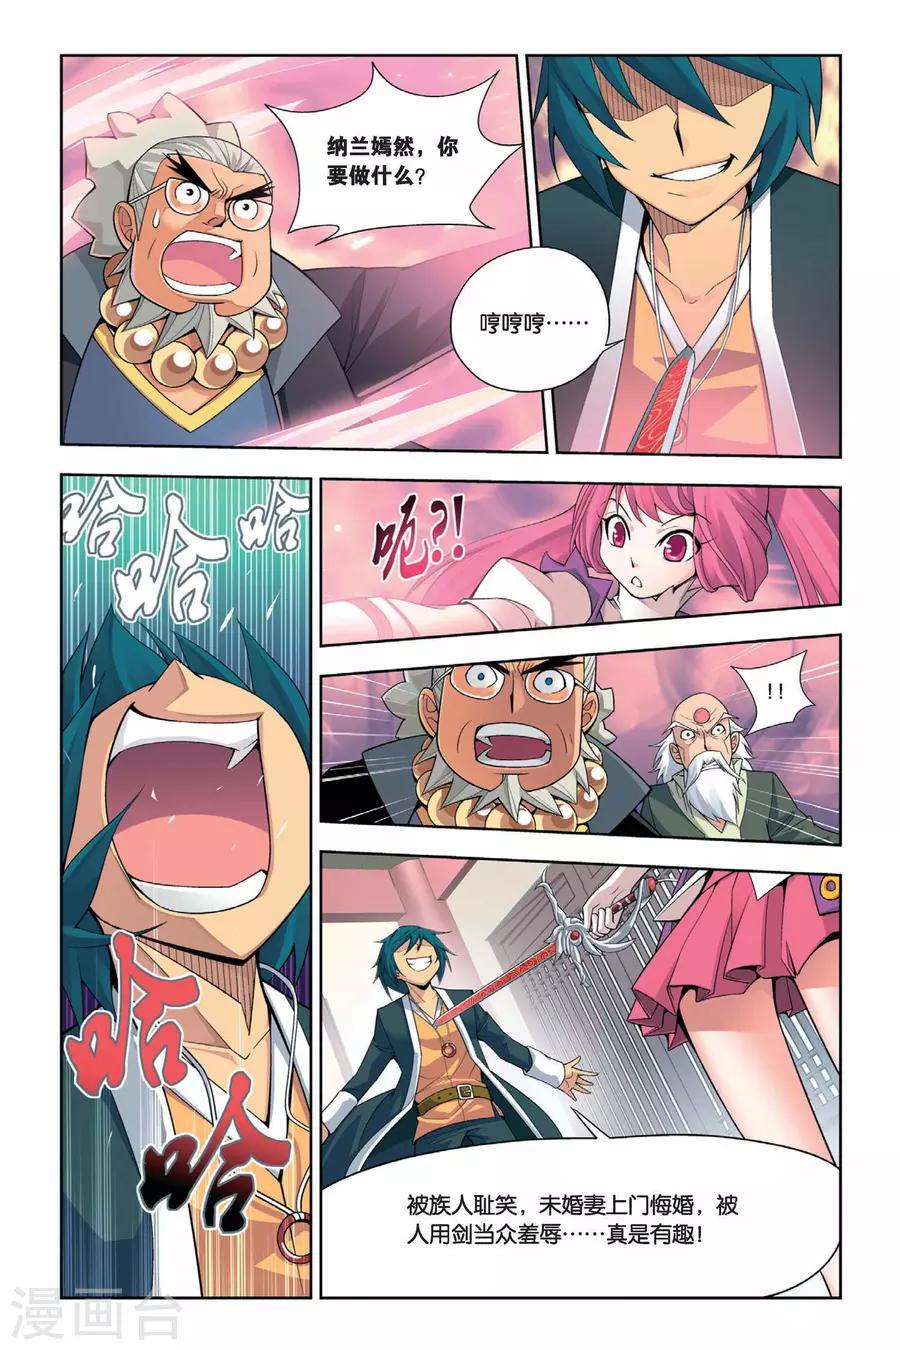 纳兰嫣然，你
要做什么？
哼哼哼……
哈
哈
哈
呃?!
!!
哈
哈
被族人耻笑，未婚妻上门悔婚，被
人用剑当众羞辱……真是有趣！
漫画台